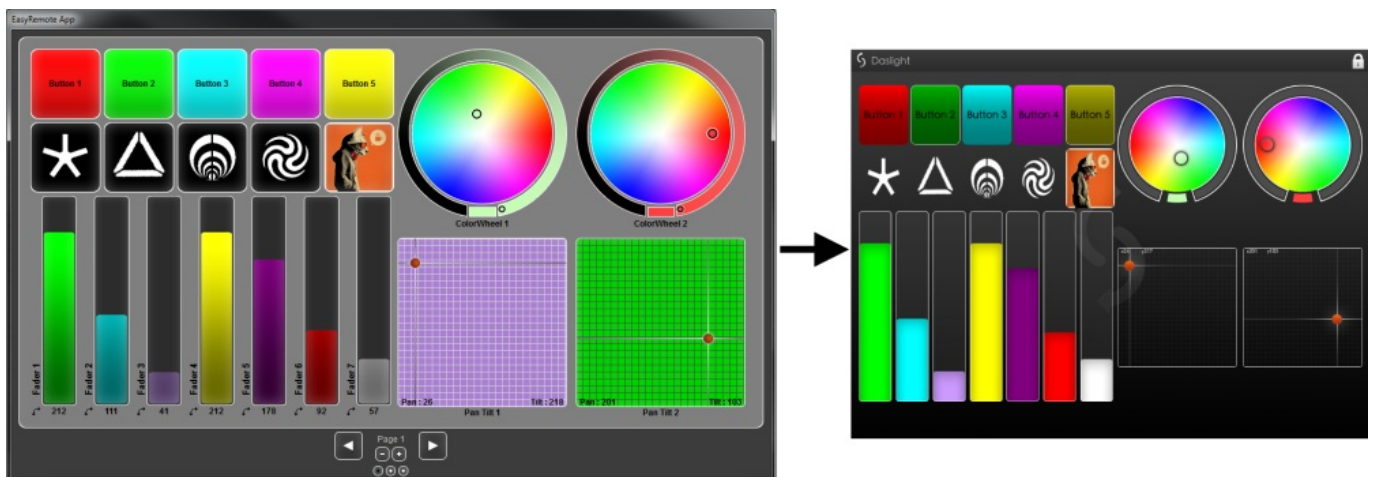 EasyRemote App
Button 1
Button 2
Button 3
Button 4
Button 5
ColorWheel 1
ColorWheel 2
Fader 1
Fader 2
Fader 3
Fader 4
Fader 5
Fader 6
Fader 7
212
111
41
212
178
92
57
Pan : 26
Tilt : 218
Pan Tilt 1
Pan : 201
Tilt : 103
Pan Tilt 2
Page 1
Daslight
Button 1
Button 2
Button 3
Button 4
Button 5